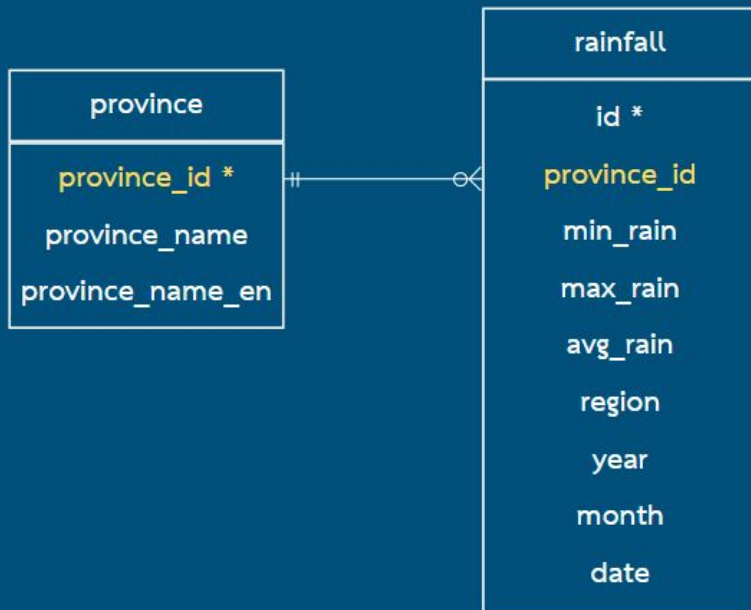 province
province_id *
province_name
province_name_en
rainfall
id *
province_id
min_rain
max_rain
avg_rain
region
year
month
date